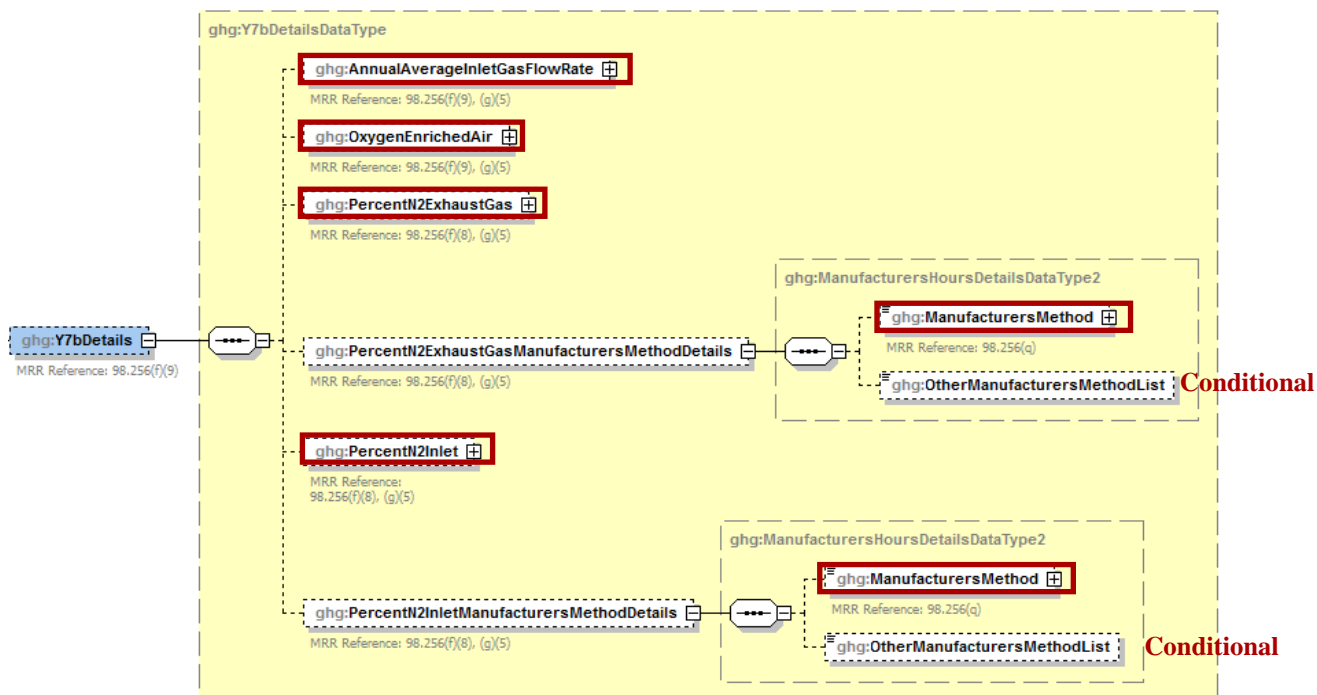 ghg:Y7bDetailsDataType
ghg:AnnualAverageInletGasFlowRate
MRR Reference: 98.256(f)(9), (g)(5)
ghg:OxygenEnrichedAir
MRR Reference: 98.256(f)(9), (g)(5)
ghg:PercentN2ExhaustGas
MRR Reference: 98.256(f)(8), (g)(5)
ghg:ManufacturersHoursDetailsDataType2
ghg:ManufacturersMethod
MRR Reference: 98.256(q)
ghg:Y7bDetails
MRR Reference: 98.256(f)(9)
ghg:PercentN2ExhaustGasManufacturersMethodDetails
MRR Reference: 98.256(f)(8), (g)(5)
ghg:OtherManufacturersMethodList Conditional
ghg:PercentN2Inlet
MRR Reference:
98.256(f)(8), (g)(5)
ghg:ManufacturersHoursDetailsDataType2
ghg:ManufacturersMethod
MRR Reference: 98.256(q)
ghg:PercentN2InletManufacturersMethodDetails
MRR Reference: 98.256(f)(8), (g)(5)
ghg:OtherManufacturersMethodList Conditional